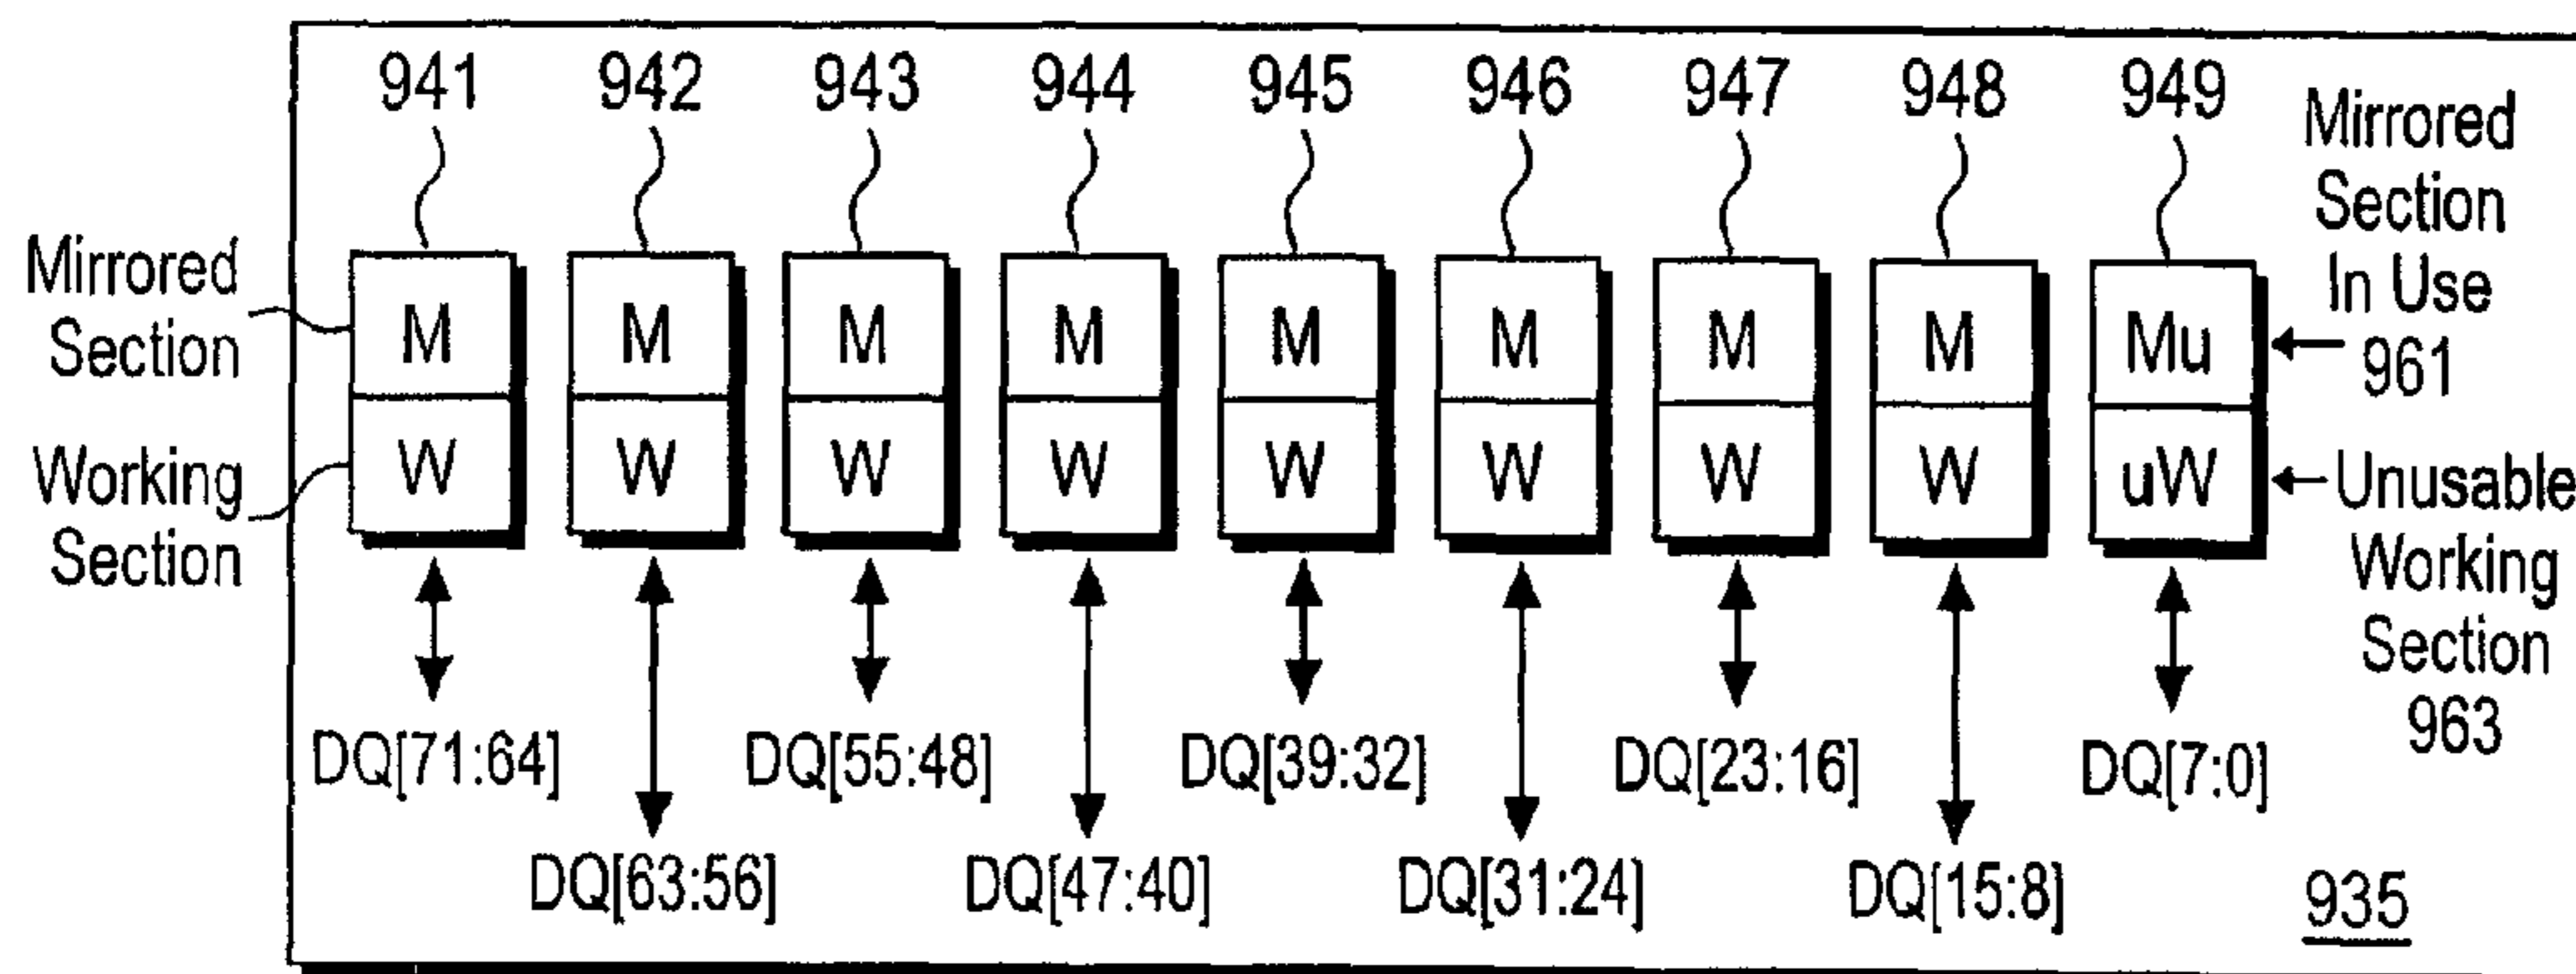 941 942 943 944 945 946 947 948 949
Mirrored
Section
In Use
961
Mirrored
Section
M M M M M M M M Mu
Working
Section
W W W W W W W W uW
Unusable
Working
Section
963
DQ[71:64] DQ[55:48] DQ[39:32] DQ[23:16] DQ[7:0]
DQ[63:56] DQ[47:40] DQ[31:24] DQ[15:8]
935